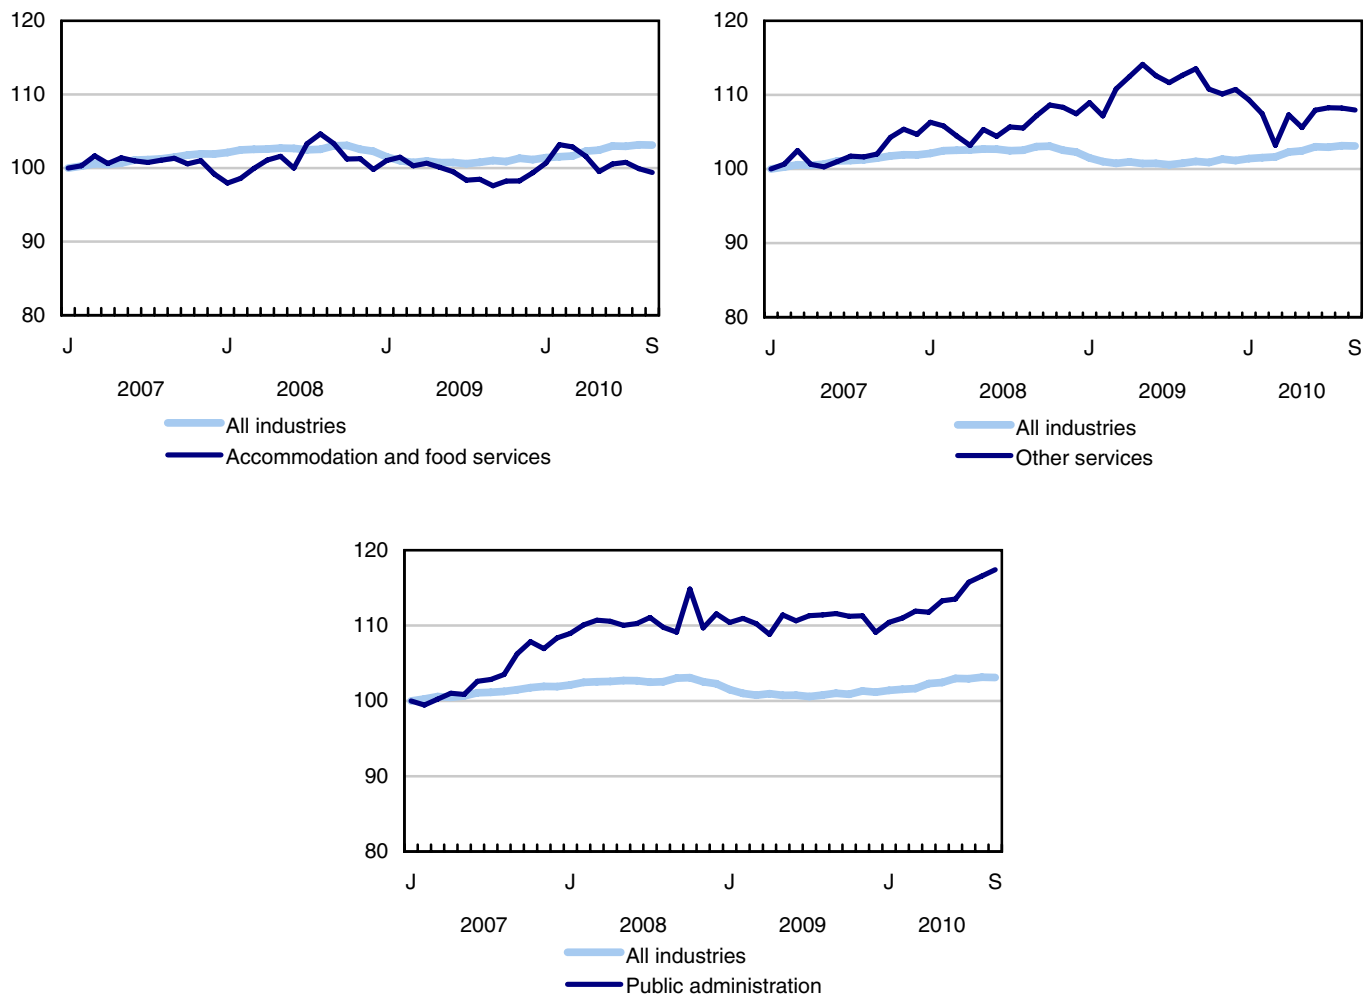 120
110
100
90
80
J J J J S
2007 2008 2009 2010
All industries
Accommodation and food services
120
110
100
90
80
J J J J S
2007 2008 2009 2010
All industries
Other services
120
110
100
90
80
J J J J S
2007 2008 2009 2010
All industries
Public administration